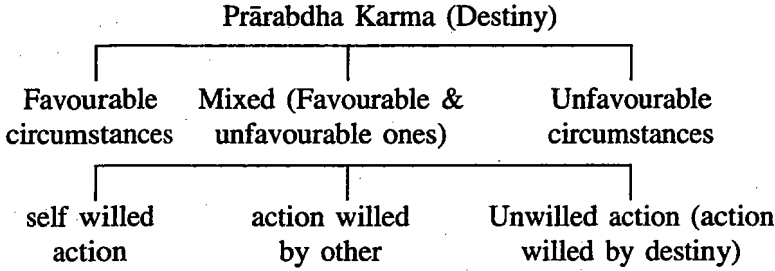 Prārabdha Karma (Destiny)
Favourable Mixed (Favourable & Unfavourable
circumstances unfavourable ones) circumstances
self willed action willed Unwilled action (action
action by other willed by destiny)